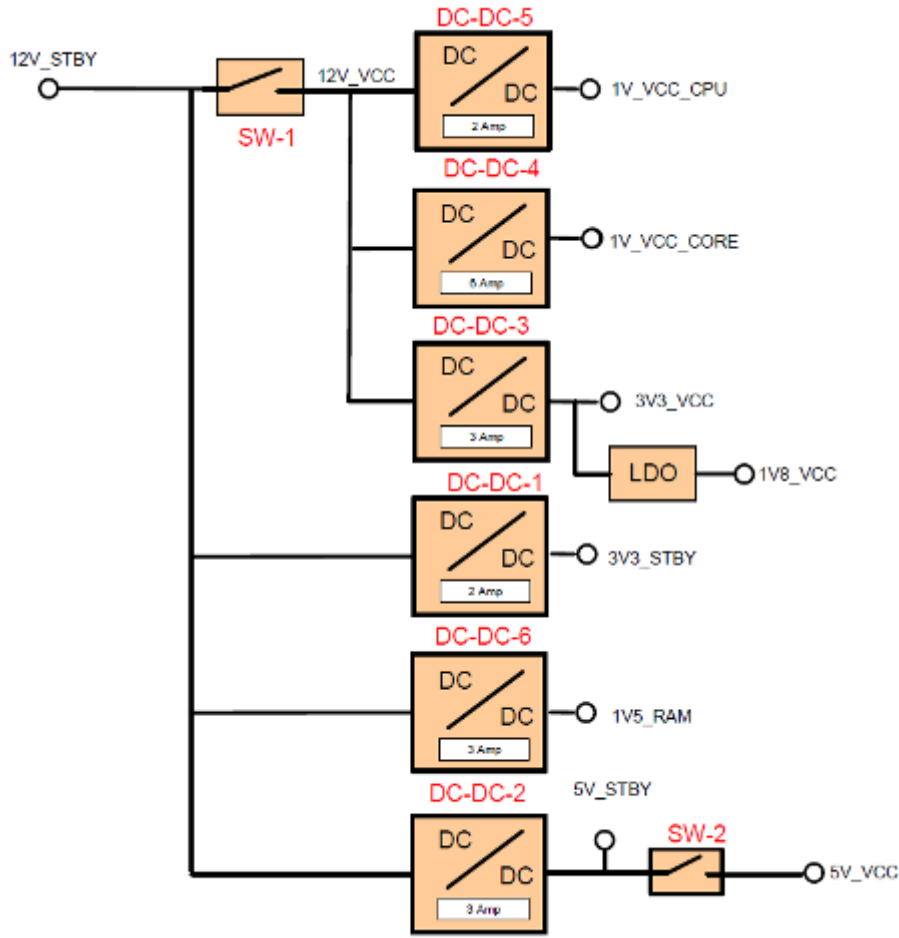 DC-DC-5
12V_STBY
DC
DC
2 Amp
12V_VCC
1V_VCC_CPU
SW-1
DC-DC-4
DC
DC
6 Amp
1V_VCC_CORE
DC-DC-3
DC
DC
3 Amp
3V3_VCC
LDO
1V8_VCC
DC-DC-1
DC
DC
2 Amp
3V3_STBY
DC-DC-6
DC
DC
3 Amp
1V5_RAM
DC-DC-2
DC
DC
3 Amp
5V_STBY
SW-2
5V_VCC